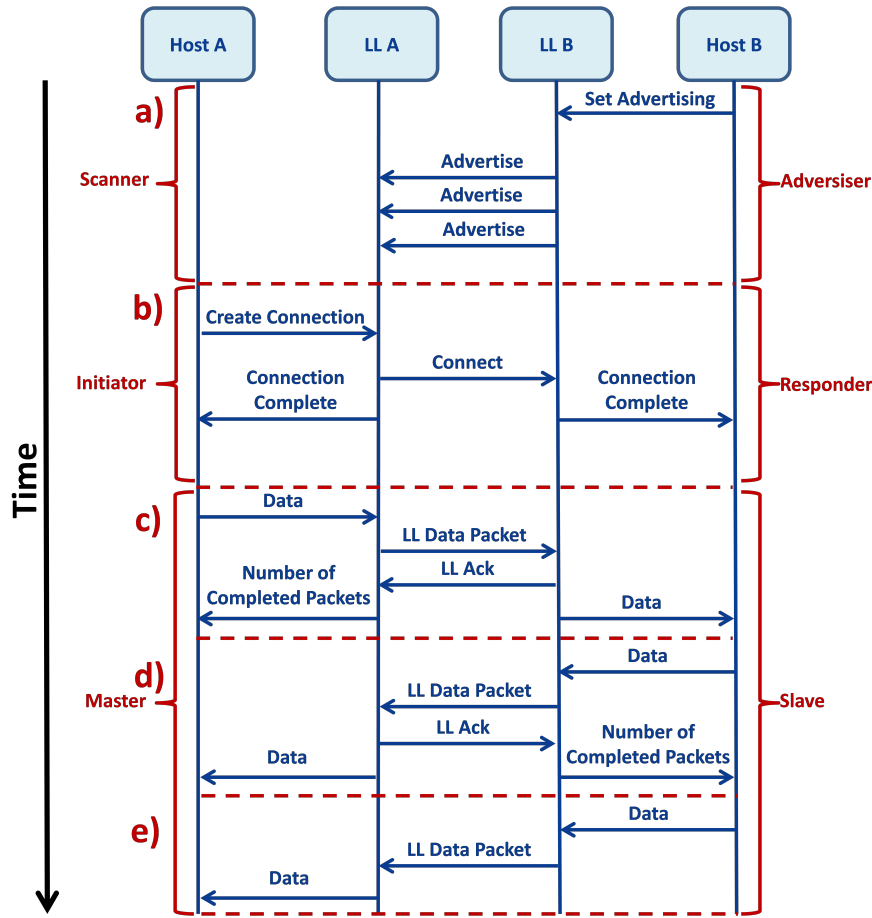 Host A
LL A
LL B
Host B
a)
Set Advertising
Scanner
Advertise
Adversiser
Advertise
Advertise
b)
Create Connection
Connect
Initiator
Connection
Complete
Connection
Complete
Responder
Time
c)
Data
LL Data Packet
LL Ack
Number of
Completed Packets
Data
d)
Data
Master
LL Data Packet
Slave
LL Ack
Number of
Completed Packets
Data
e)
Data
LL Data Packet
Data